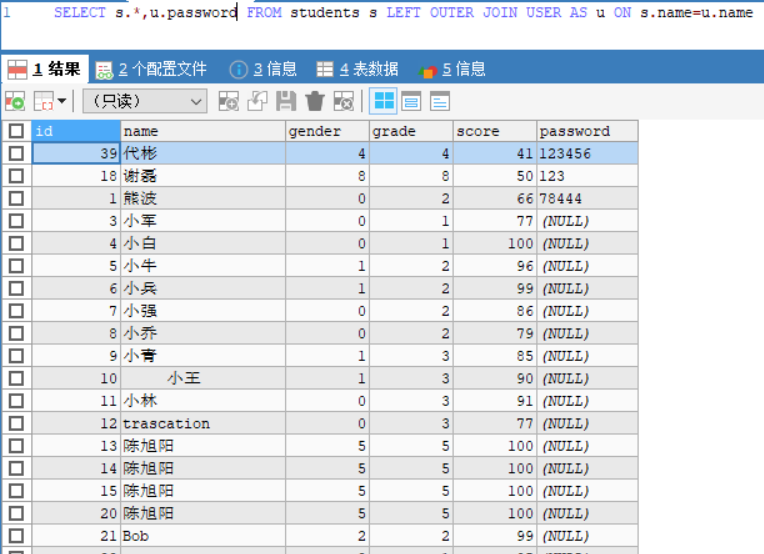 1 SELECT s.*,u.password FROM students s LEFT OUTER JOIN USER AS u ON s.name=u.name
1 结果 2 个配置文件 3 信息 4 表数据 5 信息
（只读）
id name gender grade score password
39 代彬 4 4 41 123456
18 谢磊 8 8 50 123
1 熊波 0 2 66 78444
3 小军 0 1 77 (NULL)
4 小白 0 1 100 (NULL)
5 小牛 1 2 96 (NULL)
6 小兵 1 2 99 (NULL)
7 小强 0 2 86 (NULL)
8 小乔 0 2 79 (NULL)
9 小青 1 3 85 (NULL)
10 小王 1 3 90 (NULL)
11 小林 0 3 91 (NULL)
12 trascation 0 3 77 (NULL)
13 陈旭阳 5 5 100 (NULL)
14 陈旭阳 5 5 100 (NULL)
15 陈旭阳 5 5 100 (NULL)
20 陈旭阳 5 5 100 (NULL)
21 Bob 2 2 99 (NULL)